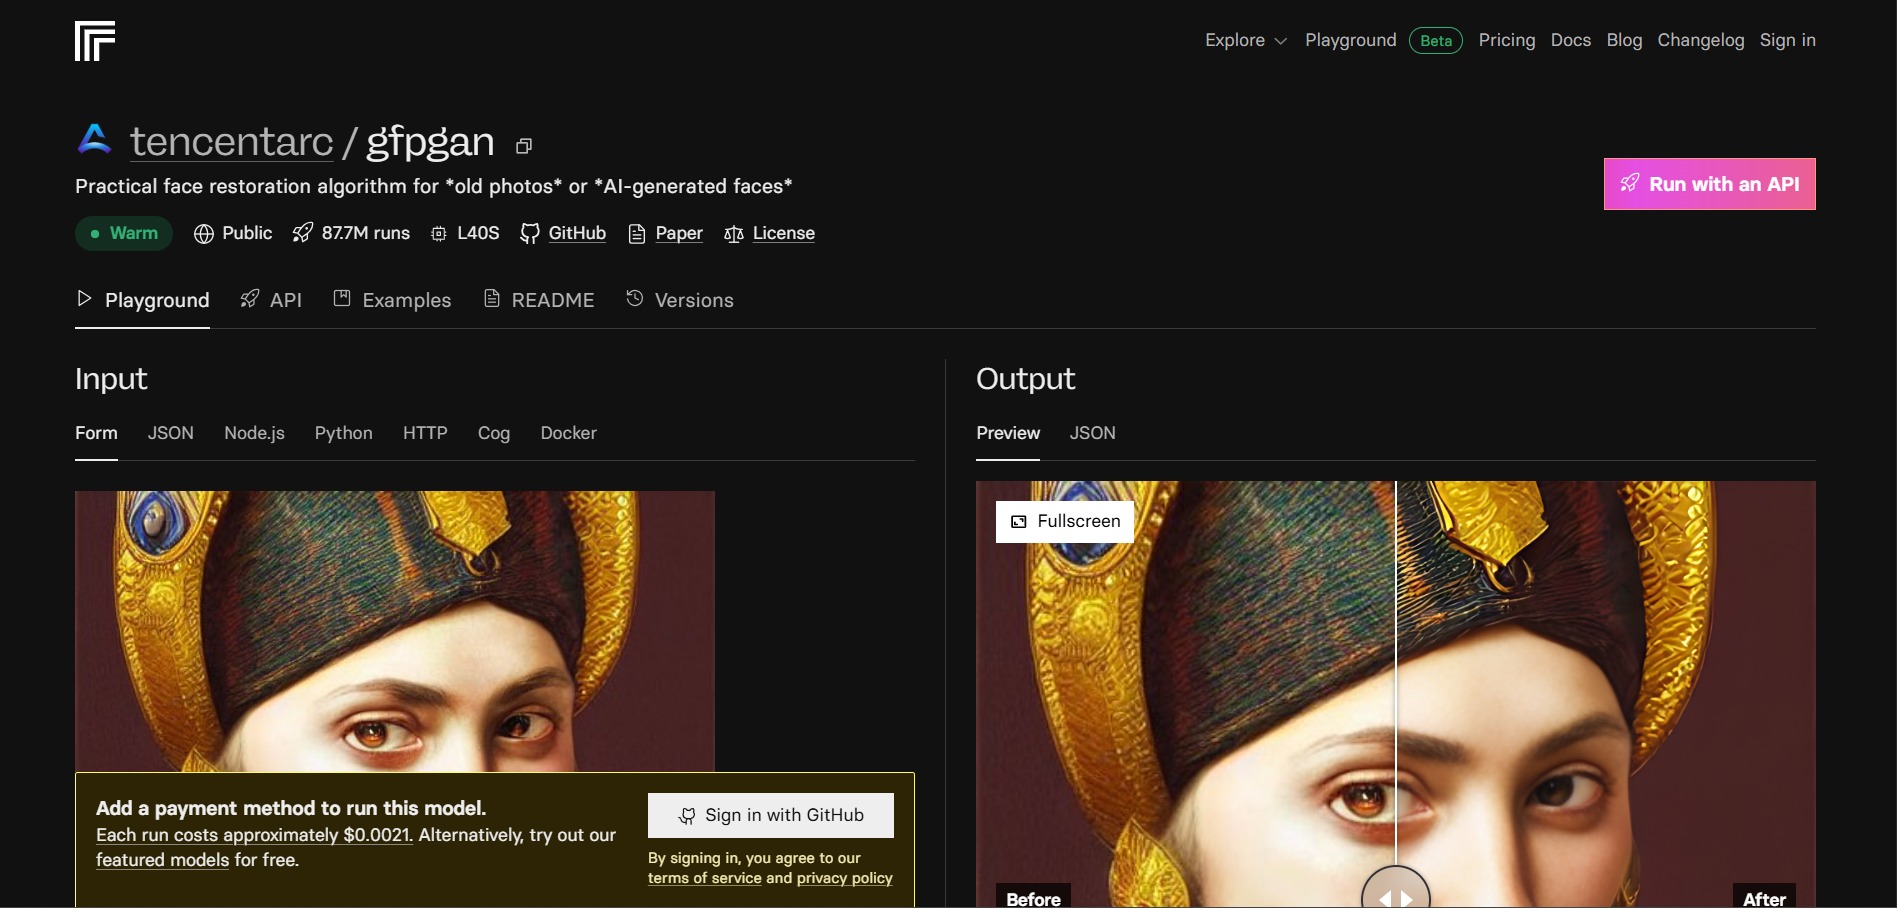 Explore Playground Beta Pricing Docs Blog Changelog Sign in
tencentarc / gfpgan
Practical face restoration algorithm for *old photos* or *AI-generated faces*
Run with an API
Warm Public 87.7M runs L40S GitHub Paper License
Playground API Examples README Versions
Input
Form JSON Node.js Python HTTP Cog Docker
Add a payment method to run this model.
Each run costs approximately $0.0021. Alternatively, try out our
featured models for free.
Sign in with GitHub
By signing in, you agree to our
terms of service and privacy policy
Output
Preview JSON
Fullscreen
Before
After